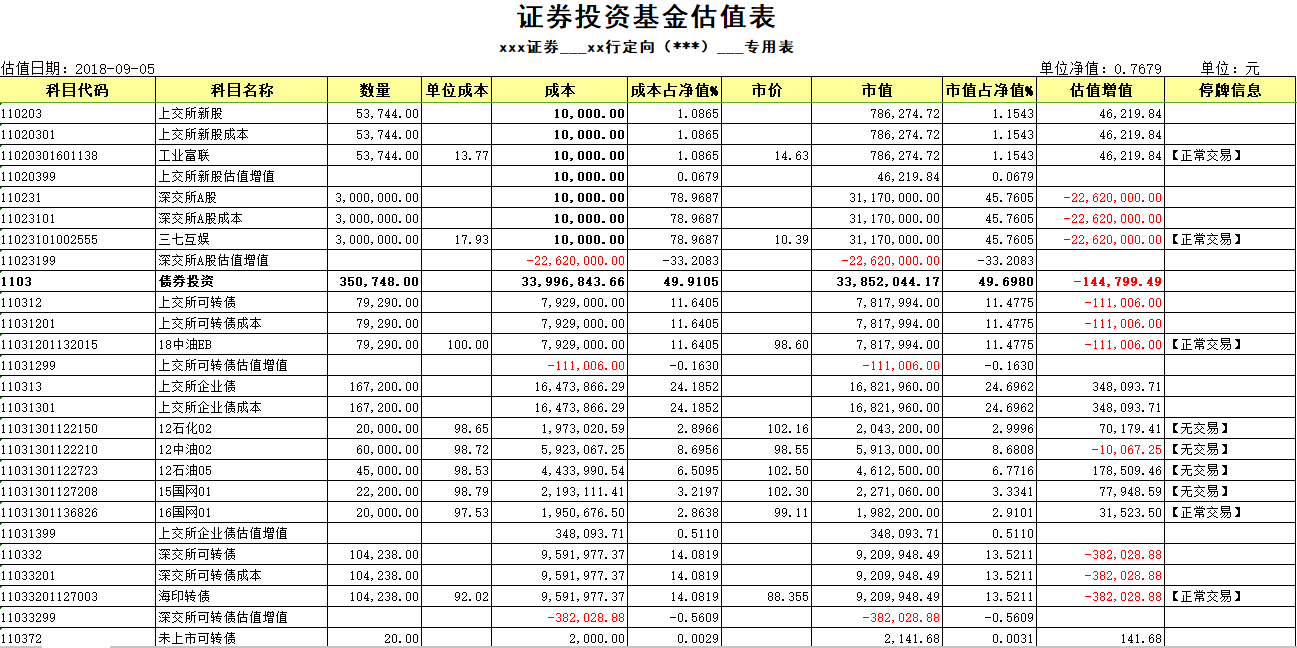 证券投资基金估值表
xxx证券___xx行定向（***）___专用表
估值日期：2018-09-05 单位净值：0.7679 单位：元
科目代码 科目名称 数量 单位成本 成本 成本占净值% 市价 市值 市值占净值% 估值增值 停牌信息
110203 上交所新股 53,744.00 10,000.00 1.0865 786,274.72 1.1543 46,219.84
11020301 上交所新股成本 53,744.00 10,000.00 1.0865 786,274.72 1.1543 46,219.84
11020301601138 工业富联 53,744.00 13.77 10,000.00 1.0865 14.63 786,274.72 1.1543 46,219.84 【正常交易】
11020399 上交所新股估值增值 10,000.00 0.0679 46,219.84 0.0679
110231 深交所A股 3,000,000.00 10,000.00 78.9687 31,170,000.00 45.7605 -22,620,000.00
11023101 深交所A股成本 3,000,000.00 10,000.00 78.9687 31,170,000.00 45.7605 -22,620,000.00
11023101002555 三七互娱 3,000,000.00 17.93 10,000.00 78.9687 10.39 31,170,000.00 45.7605 -22,620,000.00 【正常交易】
11023199 深交所A股估值增值 -22,620,000.00 -33.2083 -22,620,000.00 -33.2083
1103 债券投资 350,748.00 33,996,843.66 49.9105 33,852,044.17 49.6980 -144,799.49
110312 上交所可转债 79,290.00 7,929,000.00 11.6405 7,817,994.00 11.4775 -111,006.00
11031201 上交所可转债成本 79,290.00 7,929,000.00 11.6405 7,817,994.00 11.4775 -111,006.00
11031201132015 18中油EB 79,290.00 100.00 7,929,000.00 11.6405 98.60 7,817,994.00 11.4775 -111,006.00 【正常交易】
11031299 上交所可转债估值增值 -111,006.00 -0.1630 -111,006.00 -0.1630
110313 上交所企业债 167,200.00 16,473,866.29 24.1852 16,821,960.00 24.6962 348,093.71
11031301 上交所企业债成本 167,200.00 16,473,866.29 24.1852 16,821,960.00 24.6962 348,093.71
11031301122150 12石化02 20,000.00 98.65 1,973,020.59 2.8966 102.16 2,043,200.00 2.9996 70,179.41 【无交易】
11031301122210 12中油02 60,000.00 98.72 5,923,067.25 8.6956 98.55 5,913,000.00 8.6808 -10,067.25 【无交易】
11031301122723 12石油05 45,000.00 98.53 4,433,990.54 6.5095 102.50 4,612,500.00 6.7716 178,509.46 【无交易】
11031301127208 15国网01 22,200.00 98.79 2,193,111.41 3.2197 102.30 2,271,060.00 3.3341 77,948.59 【无交易】
11031301136826 16国网01 20,000.00 97.53 1,950,676.50 2.8638 99.11 1,982,200.00 2.9101 31,523.50 【正常交易】
11031399 上交所企业债估值增值 348,093.71 0.5110 348,093.71 0.5110
110332 深交所可转债 104,238.00 9,591,977.37 14.0819 9,209,948.49 13.5211 -382,028.88
11033201 深交所可转债成本 104,238.00 9,591,977.37 14.0819 9,209,948.49 13.5211 -382,028.88
11033201127003 海印转债 104,238.00 92.02 9,591,977.37 14.0819 88.355 9,209,948.49 13.5211 -382,028.88 【正常交易】
11033299 深交所可转债估值增值 -382,028.88 -0.5609 -382,028.88 -0.5609
110372 未上市可转债 20.00 2,000.00 0.0029 2,141.68 0.0031 141.68